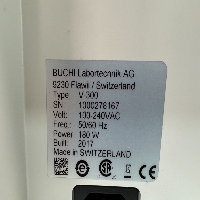 BUCHI Labortechnik AG
9230 Flawil / Switzerland
Type: V-300
SN: 1000278167
Volt: 100-240VAC
Freq.: 50/60 Hz
Power: 180 W
Built: 2017
Made in SWITZERLAND